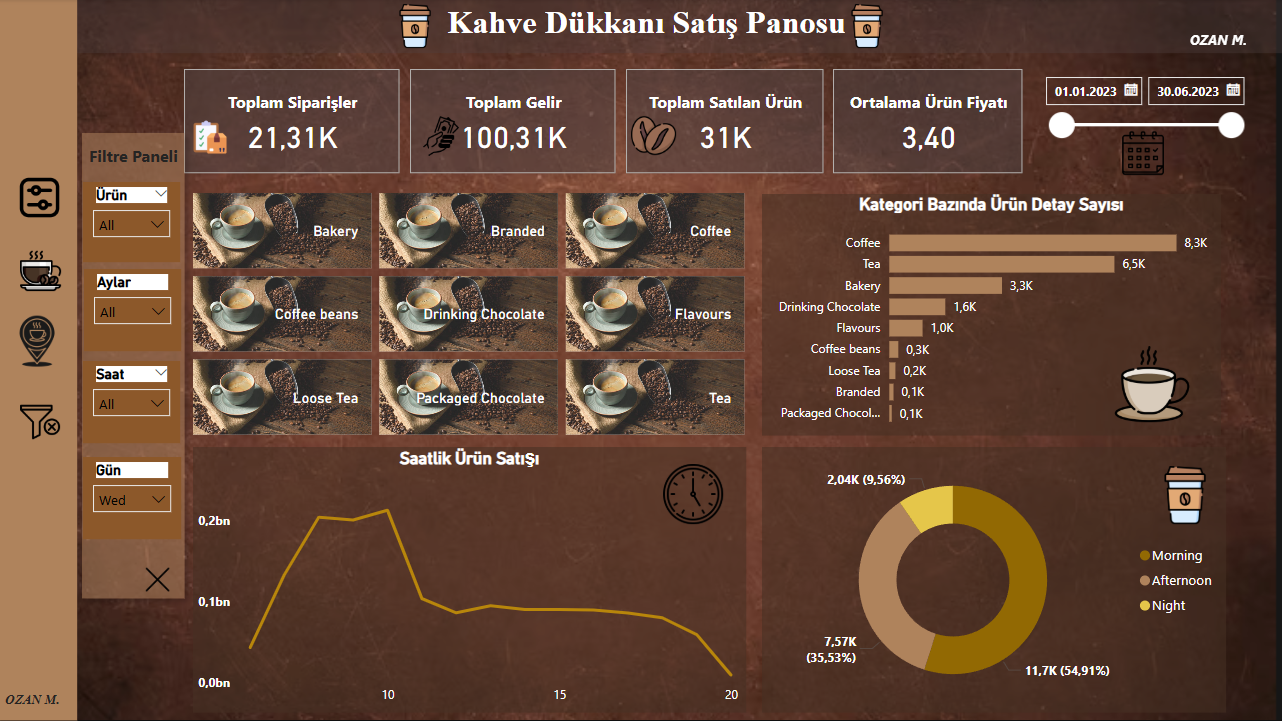 Kahve Dükkanı Satış Panosu
OZAN M.
Toplam Siparişler
21,31K
Toplam Gelir
100,31K
Toplam Satılan Ürün
31K
Ortalama Ürün Fiyatı
3,40
01.01.2023
30.06.2023
Filtre Paneli
Ürün
All
Aylar
All
Saat
All
Gün
Wed
Bakery
Branded
Coffee
Coffee beans
Drinking Chocolate
Flavours
Loose Tea
Packaged Chocolate
Tea
Kategori Bazında Ürün Detay Sayısı
Coffee 8,3K
Tea 6,5K
Bakery 3,3K
Drinking Chocolate 1,6K
Flavours 1,0K
Coffee beans 0,3K
Loose Tea 0,2K
Branded 0,1K
Packaged Chocol... 0,1K
Saatlik Ürün Satışı
0,2bn
0,1bn
0,0bn
10 15 20
2,04K (9,56%)
7,57K
(35,53%)
11,7K (54,91%)
Morning
Afternoon
Night
OZAN M.